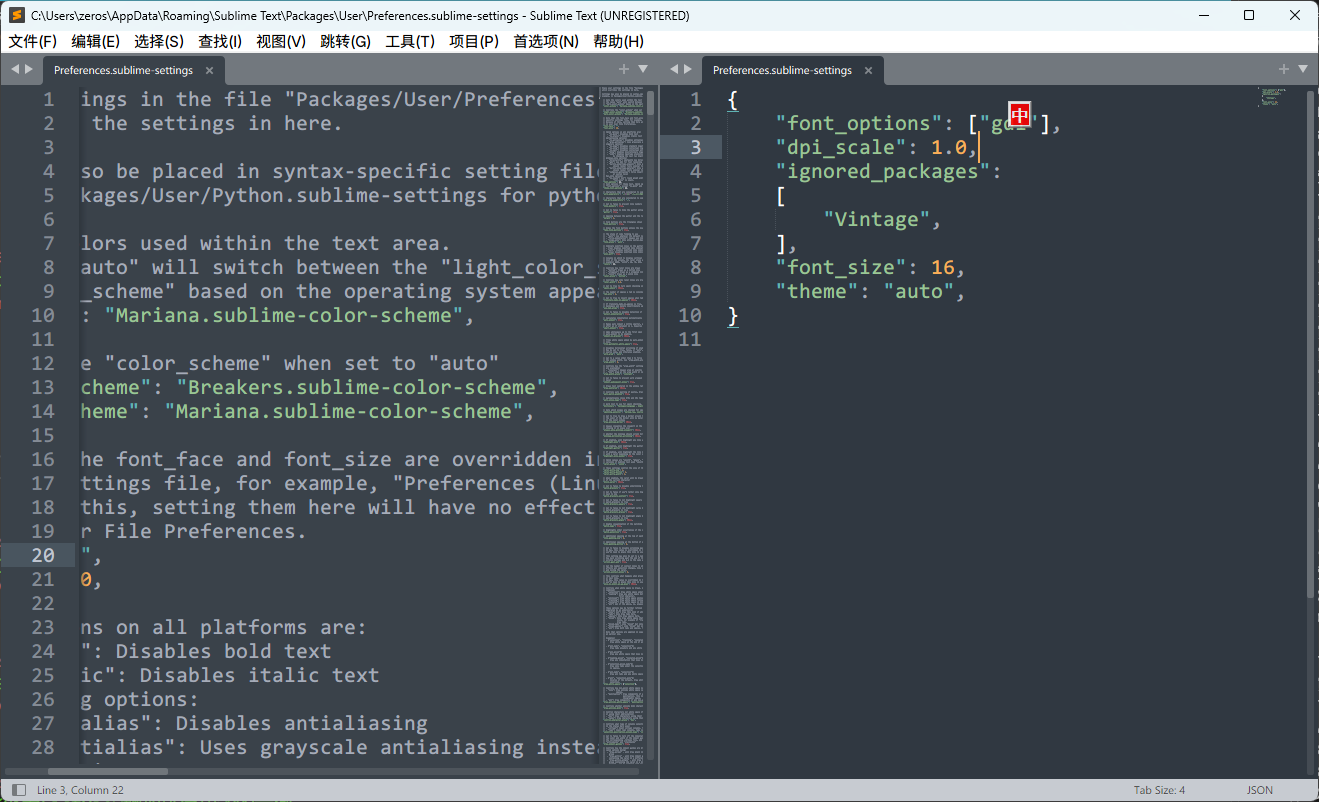 C:\Users\zeros\AppData\Roaming\Sublime Text\Packages\User\Preferences.sublime-settings - Sublime Text (UNREGISTERED)
文件(F) 编辑(E) 选择(S) 查找(I) 视图(V) 跳转(G) 工具(T) 项目(P) 首选项(N) 帮助(H)
Preferences.sublime-settings
1 ings in the file "Packages/User/Preferences
2 the settings in here.
3
4 so be placed in syntax-specific setting fil
5 kages/User/Python.sublime-settings for pyth
6
7 lors used within the text area.
8 auto" will switch between the "light_color_
9 _scheme" based on the operating system appea
10 : "Mariana.sublime-color-scheme",
11
12 e "color_scheme" when set to "auto"
13 cheme": "Breakers.sublime-color-scheme",
14 heme": "Mariana.sublime-color-scheme",
15
16 he font_face and font_size are overridden i
17 ttings file, for example, "Preferences (Lin
18 this, setting them here will have no effect
19 r File Preferences.
20 ",
21 0,
22
23 ns on all platforms are:
24 ": Disables bold text
25 ic": Disables italic text
26 g options:
27 alias": Disables antialiasing
28 tialias": Uses grayscale antialiasing inste
Preferences.sublime-settings
1 {
2 "font_options": ["gdi"],
中
3 "dpi_scale": 1.0,
4 "ignored_packages":
5 [
6 "Vintage",
7 ],
8 "font_size": 16,
9 "theme": "auto",
10 }
11
Line 3, Column 22
Tab Size: 4
JSON